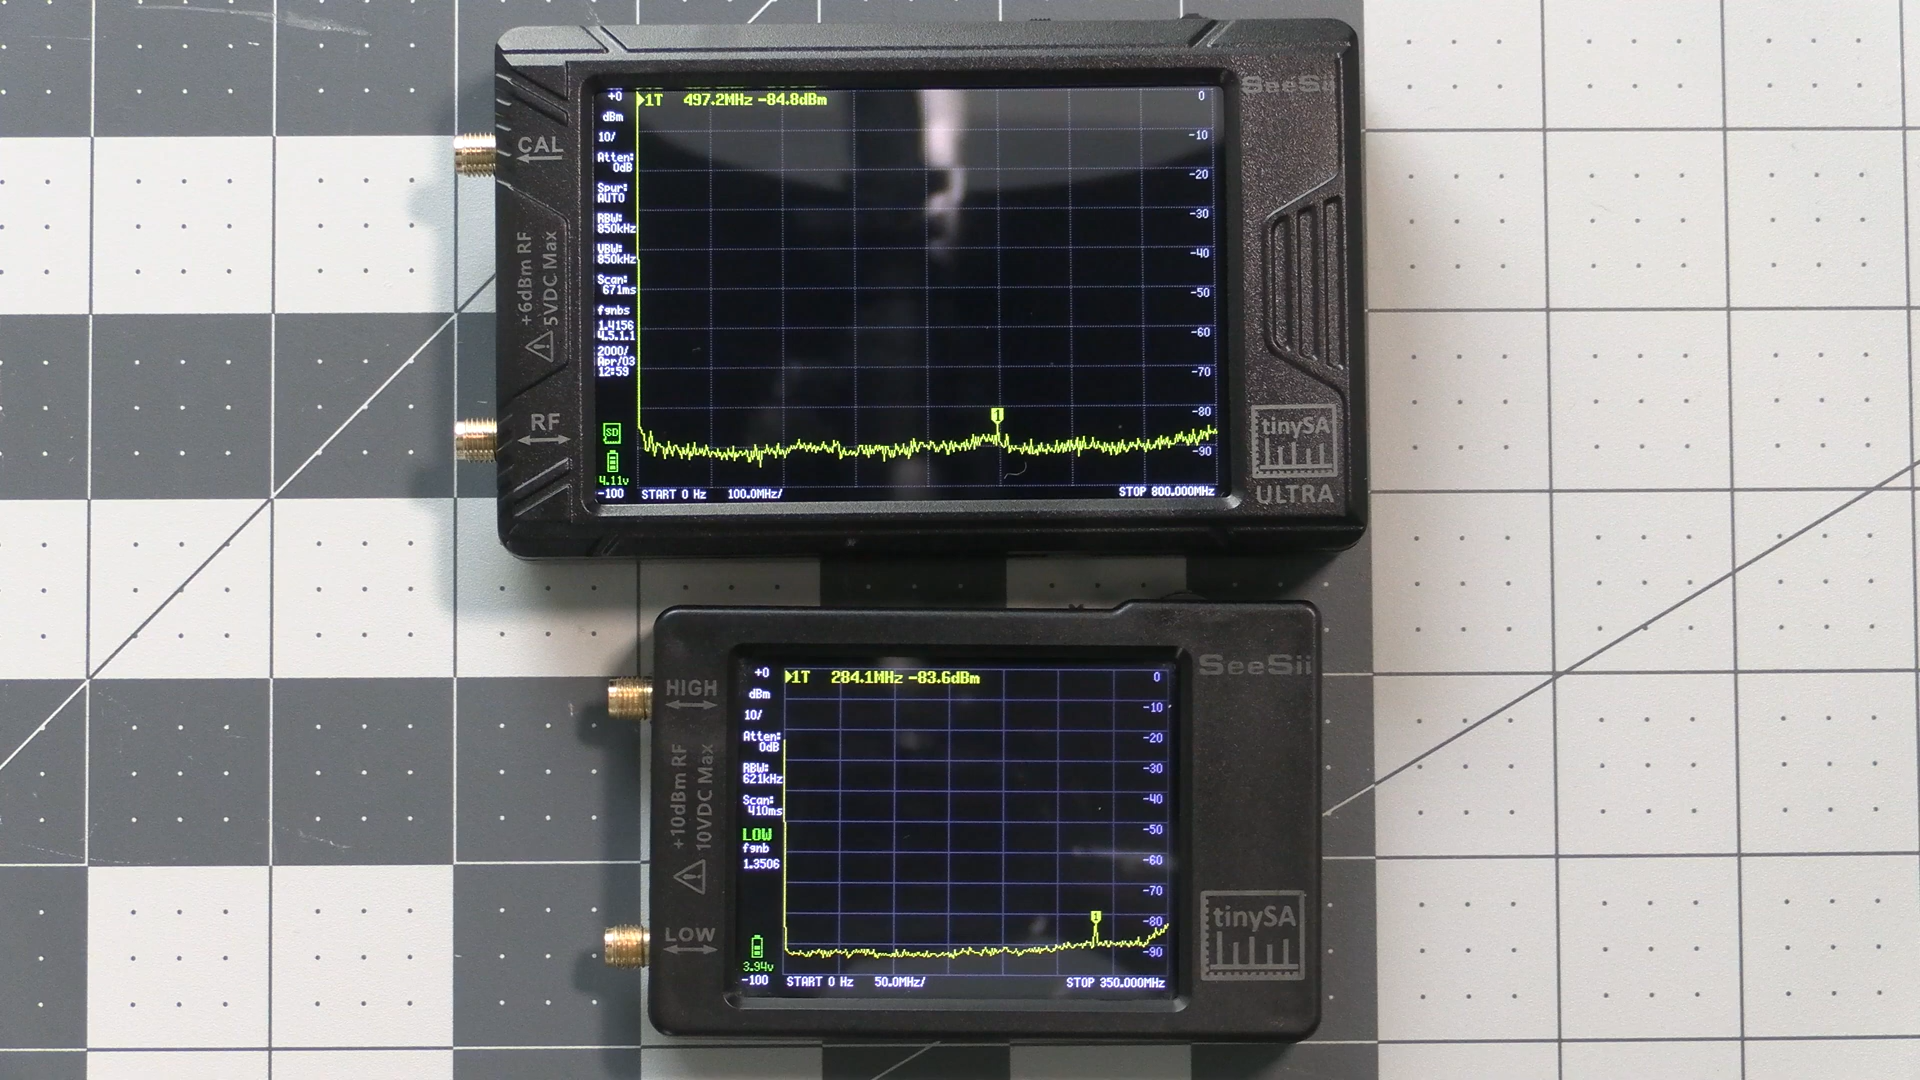 SeeSii
CAL
+6dBm RF
5VDC Max
RF
+0
1T 497.2MHz -84.8dBm
dBm
10/
Atten:
0dB
Spur:
AUTO
RBW:
850kHz
VBW:
850kHz
Scan:
671ms
fgnbs
1.4156
4.5.1.1
2000/
Apr/03
12:59
SD
4.11v
-100
0
-10
-20
-30
-40
-50
-60
-70
-80
-90
1
START 0 Hz 100.0MHz/ STOP 800.000MHz
tinySA
ULTRA
SeeSii
HIGH
+10dBm RF
10VDC Max
LOW
+0
1T 284.1MHz -83.6dBm
dBm
10/
Atten:
0dB
RBW:
621kHz
Scan:
410ms
LOW
fgnb
1.3506
3.94v
-100
0
-10
-20
-30
-40
-50
-60
-70
-80
-90
1
START 0 Hz 50.0MHz/ STOP 350.000MHz
tinySA